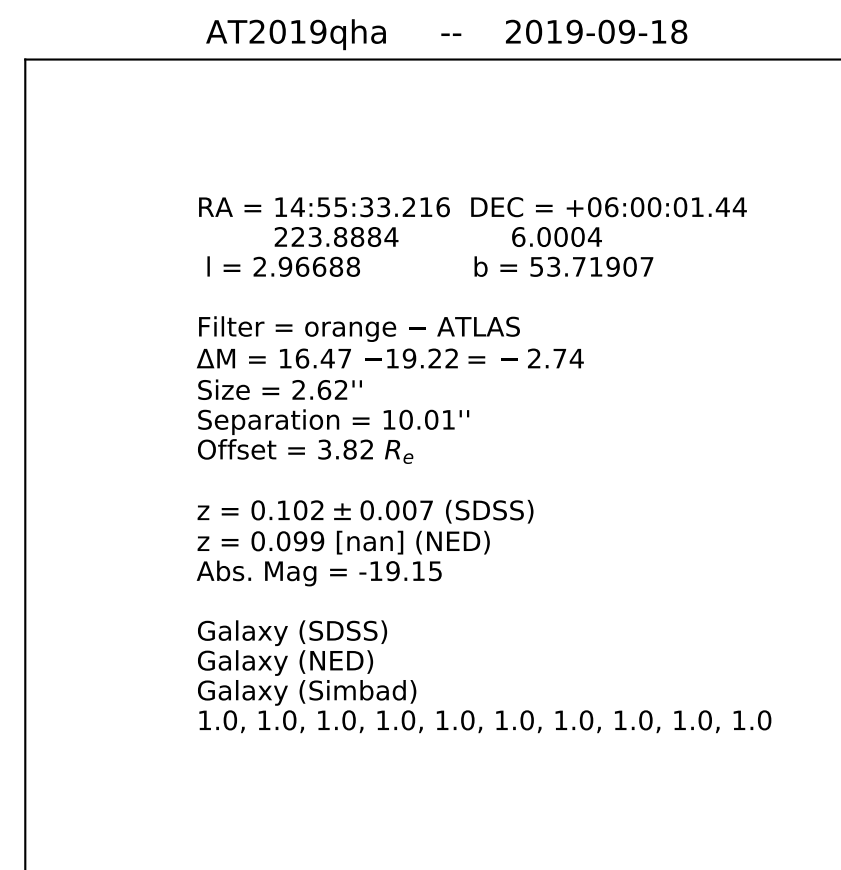 AT2019qha -- 2019-09-18
RA = 14:55:33.216 DEC = +06:00:01.44
223.8884 6.0004
l = 2.96688 b = 53.71907
Filter = orange − ATLAS
ΔM = 16.47 −19.22 = − 2.74
Size = 2.62''
Separation = 10.01''
Offset = 3.82 Re
z = 0.102 ± 0.007 (SDSS)
z = 0.099 [nan] (NED)
Abs. Mag = -19.15
Galaxy (SDSS)
Galaxy (NED)
Galaxy (Simbad)
1.0, 1.0, 1.0, 1.0, 1.0, 1.0, 1.0, 1.0, 1.0, 1.0